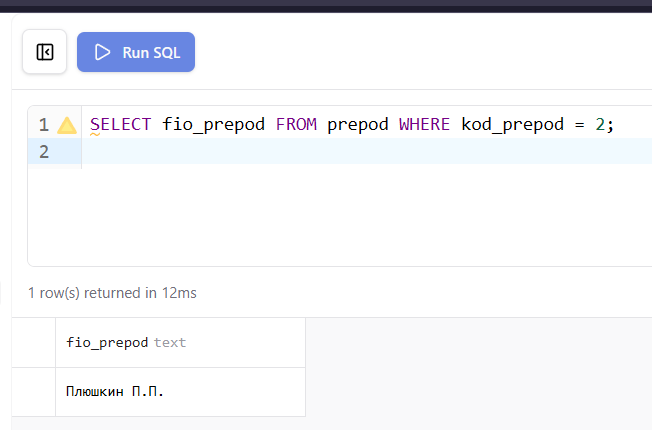 Run SQL
1 SELECT fio_prepod FROM prepod WHERE kod_prepod = 2;
2
1 row(s) returned in 12ms
fio_prepod text
Плюшкин П.П.